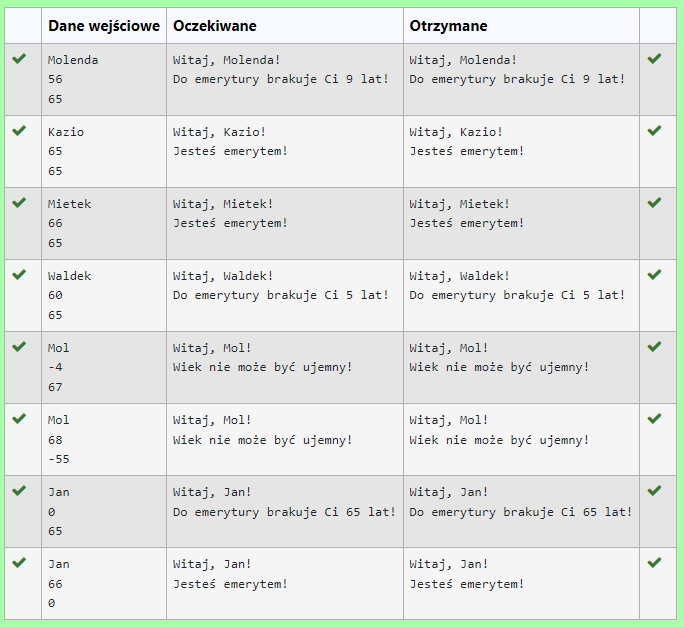 Dane wejściowe Oczekiwane Otrzymane
Molenda Witaj, Molenda! Witaj, Molenda!
56 Do emerytury brakuje Ci 9 lat! Do emerytury brakuje Ci 9 lat!
65
Kazio Witaj, Kazio! Witaj, Kazio!
65 Jesteś emerytem! Jesteś emerytem!
65
Mietek Witaj, Mietek! Witaj, Mietek!
66 Jesteś emerytem! Jesteś emerytem!
65
Waldek Witaj, Waldek! Witaj, Waldek!
60 Do emerytury brakuje Ci 5 lat! Do emerytury brakuje Ci 5 lat!
65
Mol Witaj, Mol! Witaj, Mol!
-4 Wiek nie może być ujemny! Wiek nie może być ujemny!
67
Mol Witaj, Mol! Witaj, Mol!
68 Wiek nie może być ujemny! Wiek nie może być ujemny!
-55
Jan Witaj, Jan! Witaj, Jan!
0 Do emerytury brakuje Ci 65 lat! Do emerytury brakuje Ci 65 lat!
65
Jan Witaj, Jan! Witaj, Jan!
66 Jesteś emerytem! Jesteś emerytem!
0